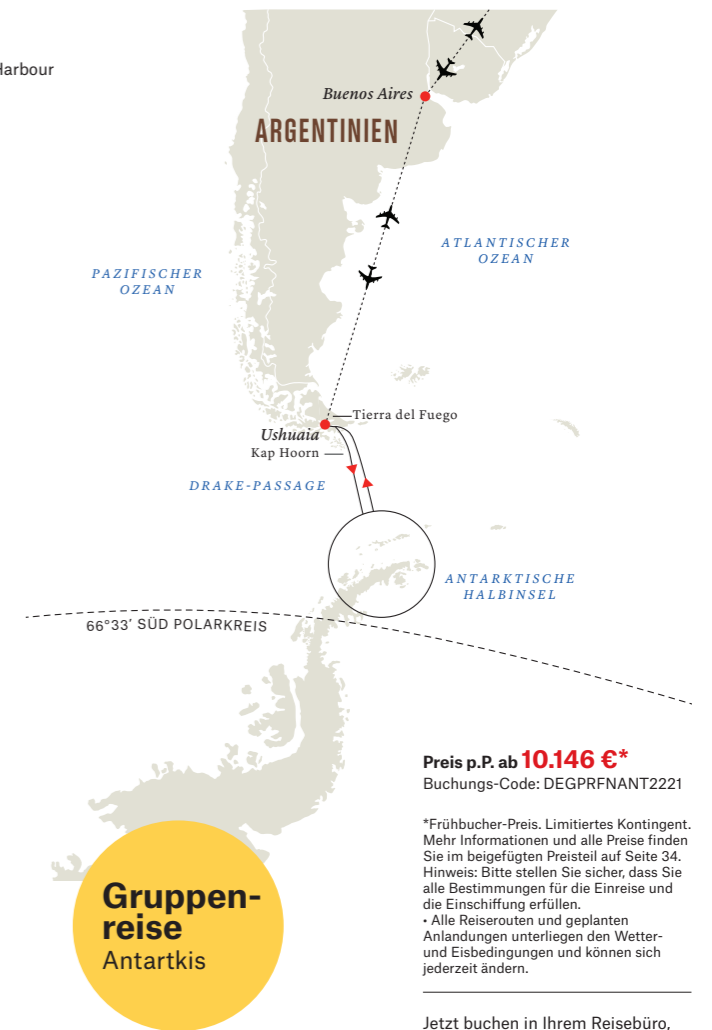 Harbour
Buenos Aires
ARGENTINIEN
ATLANTISCHER
OZEAN
PAZIFISCHER
OZEAN
Tierra del Fuego
Ushuaia
Kap Hoorn
DRAKE-PASSAGE
ANTARKTISCHE
HALBINSEL
66°33' SÜD POLARKREIS
Preis p.P. ab 10.146 €*
Buchungs-Code: DEGPRFNANT2221
*Frühbucher-Preis. Limitiertes Kontingent.
Mehr Informationen und alle Preise finden
Sie im beigefügten Preisteil auf Seite 34.
Hinweis: Bitte stellen Sie sicher, dass Sie
alle Bestimmungen für die Einreise und
die Einschiffung erfüllen.
• Alle Reiserouten und geplanten
Anlandungen unterliegen den Wetter-
und Eisbedingungen und können sich
jederzeit ändern.
Gruppen-
reise
Antartkis
Jetzt buchen in Ihrem Reisebüro,